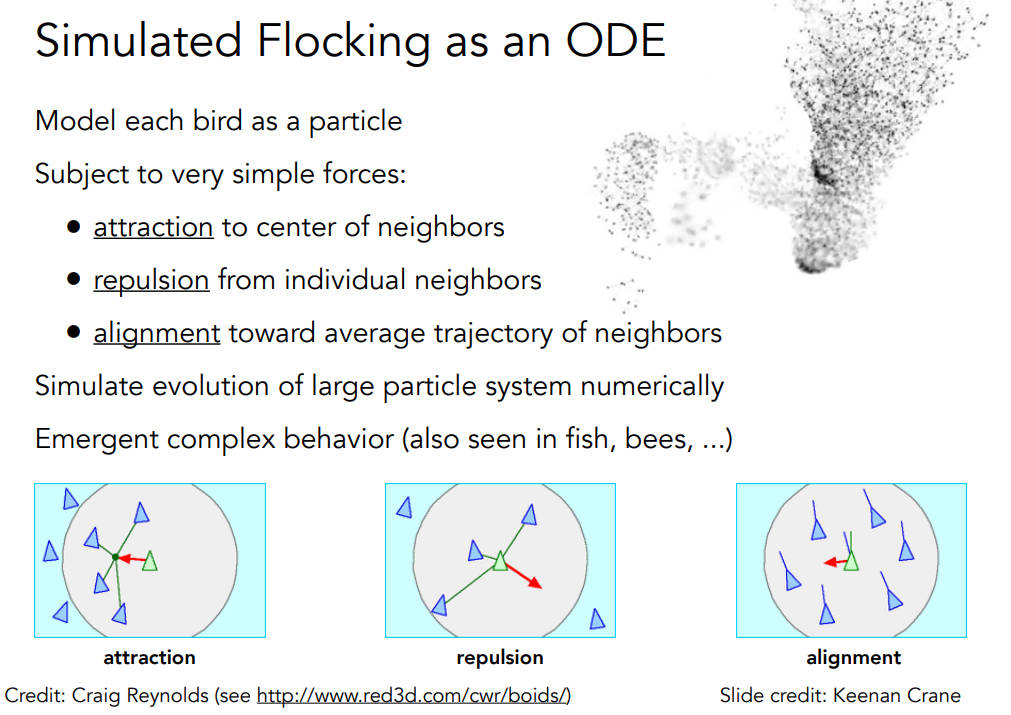 Simulated Flocking as an ODE
Model each bird as a particle
Subject to very simple forces:
● attraction to center of neighbors
● repulsion from individual neighbors
● alignment toward average trajectory of neighbors
Simulate evolution of large particle system numerically
Emergent complex behavior (also seen in fish, bees, ...)
attraction
repulsion
alignment
Credit: Craig Reynolds (see http://www.red3d.com/cwr/boids/)
Slide credit: Keenan Crane